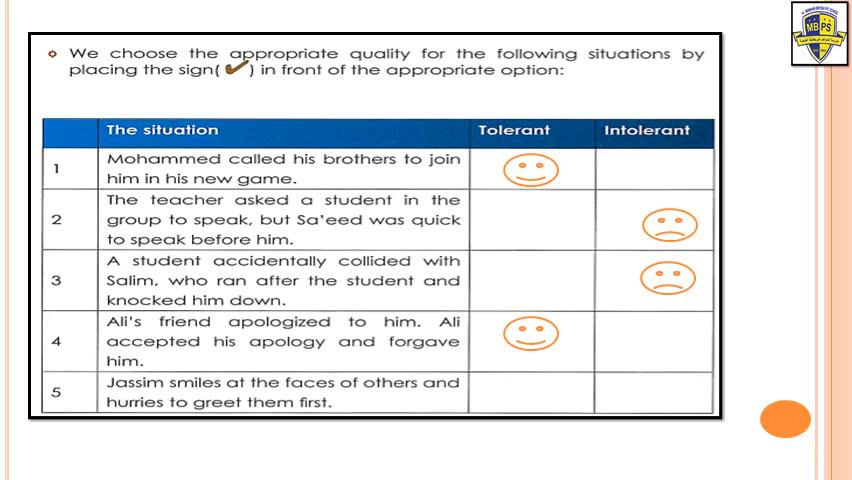 MB PS
We choose the appropriate quality for the following situations by
placing the sign( ✔ ) in front of the appropriate option:
The situation Tolerant Intolerant
1 Mohammed called his brothers to join
him in his new game.
2 The teacher asked a student in the
group to speak, but Sa'eed was quick
to speak before him.
3 A student accidentally collided with
Salim, who ran after the student and
knocked him down.
4 Ali's friend apologized to him. Ali
accepted his apology and forgave
him.
5 Jassim smiles at the faces of others and
hurries to greet them first.